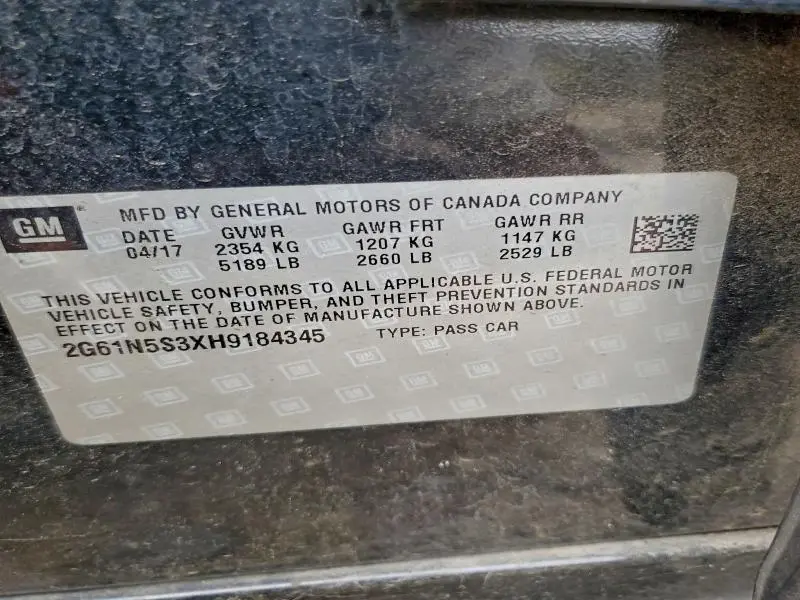 GM ® MFD BY GENERAL MOTORS OF CANADA COMPANY
DATE GVWR GAWR FRT GAWR RR
04/17 2354 KG 1207 KG 1147 KG
5189 LB 2660 LB 2529 LB
THIS VEHICLE CONFORMS TO ALL APPLICABLE U.S. FEDERAL MOTOR
VEHICLE SAFETY, BUMPER, AND THEFT PREVENTION STANDARDS IN
EFFECT ON THE DATE OF MANUFACTURE SHOWN ABOVE.
2G61N5S3XH9184345 TYPE: PASS CAR